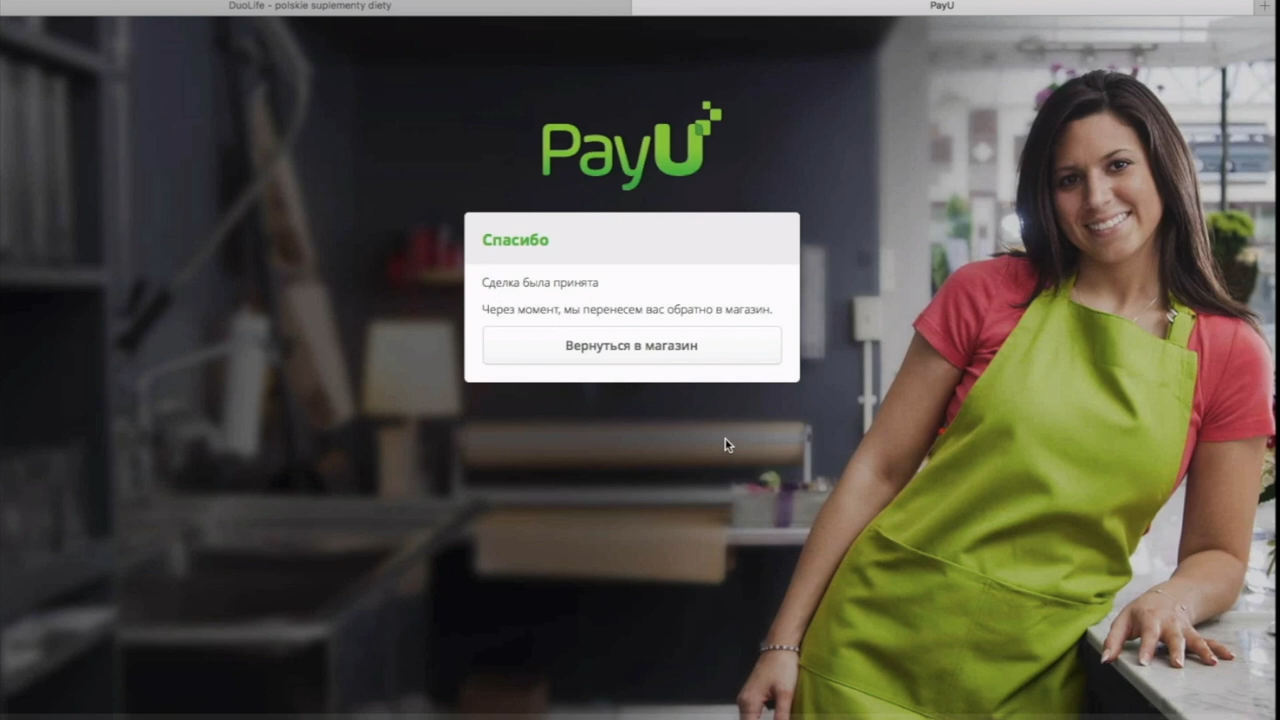 DuoLife - polskie suplementy diety
PayU
PayU
Спасибо
Сделка была принята
Через момент, мы перенесем вас обратно в магазин.
Вернуться в магазин